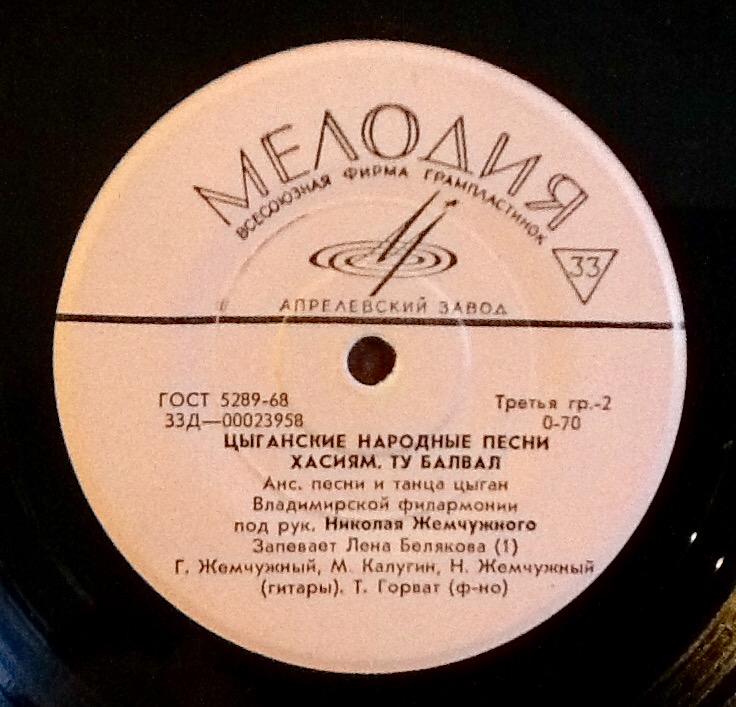 МЕЛОДИЯ
ВСЕСОЮЗНАЯ ФИРМА ГРАМПЛАСТИНОК
33
АПРЕЛЕВСКИЙ ЗАВОД
ГОСТ 5289-68
Третья гр.-2
33Д—00023958
0-70
ЦЫГАНСКИЕ НАРОДНЫЕ ПЕСНИ
ХАСИЯМ. ТУ БАЛВАЛ
Анс. песни и танца цыган
Владимирской филармонии
под рук. Николая Жемчужного
Запевает Лена Белякова (1)
Г. Жемчужный, М. Калугин, Н. Жемчужный
(гитары). Т. Горват (ф-но)